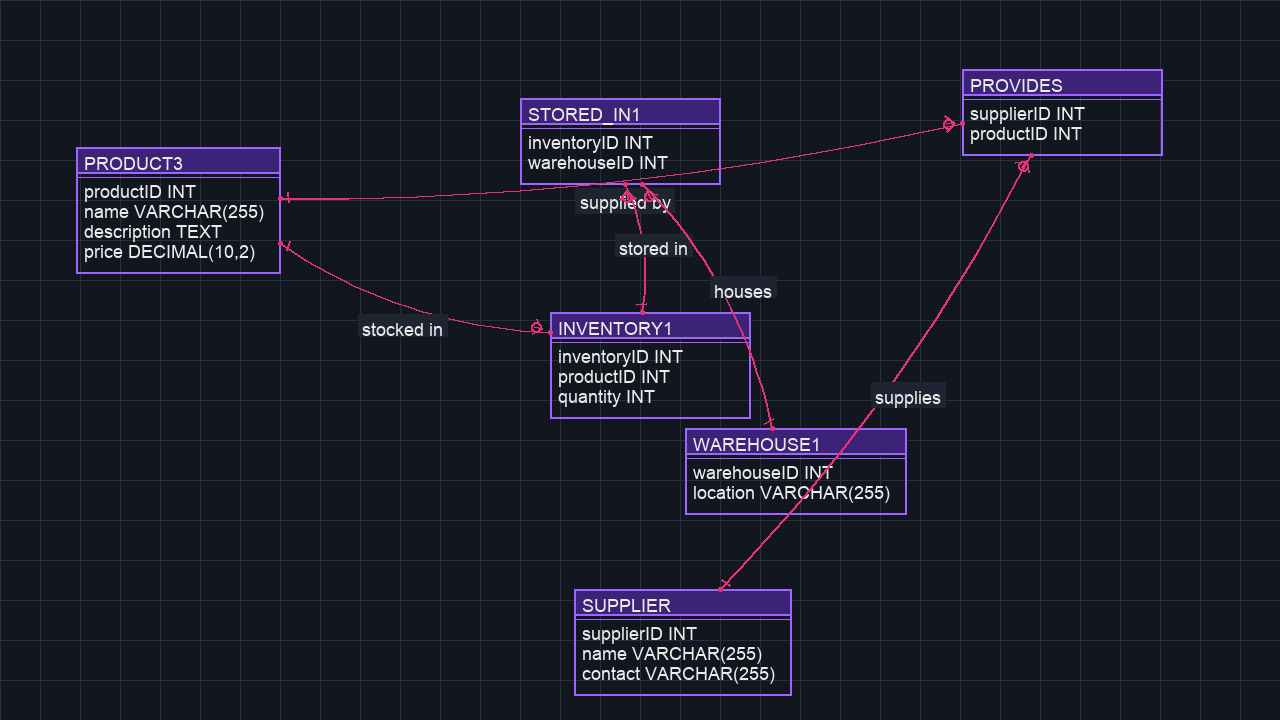 PROVIDES
supplierID INT
productID INT
STORED_IN1
inventoryID INT
warehouseID INT
PRODUCT3
productID INT
name VARCHAR(255)
description TEXT
price DECIMAL(10,2)
supplied by
stored in
houses
stocked in
INVENTORY1
inventoryID INT
productID INT
quantity INT
supplies
WAREHOUSE1
warehouseID INT
location VARCHAR(255)
SUPPLIER
supplierID INT
name VARCHAR(255)
contact VARCHAR(255)